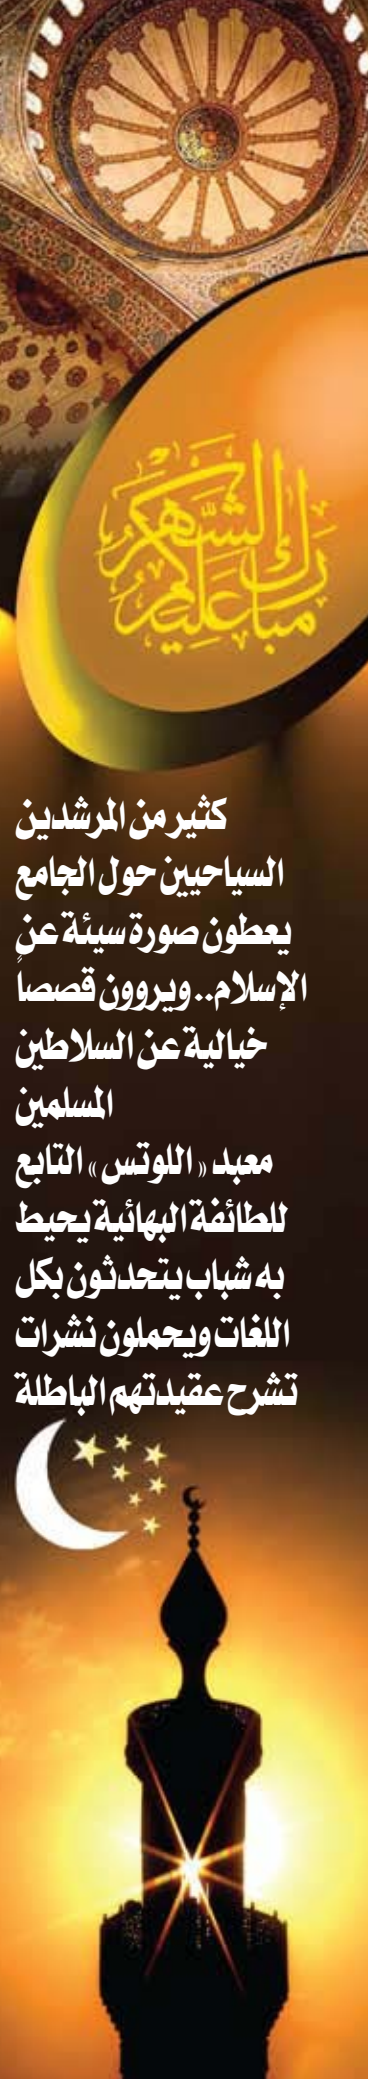 مبارك عليكم الشهر
كثير من المرشدين
السياحيين حول الجامع
يعطون صورة سيئة عن
الإسلام.. ويروون قصصاً
خيالية عن السلاطين
المسلمين
معبد «اللوتس» التابع
للطائفة البهائية يحيط
به شباب يتحدثون بكل
اللغات ويحملون نشرات
تشرح عقيدتهم الباطلة